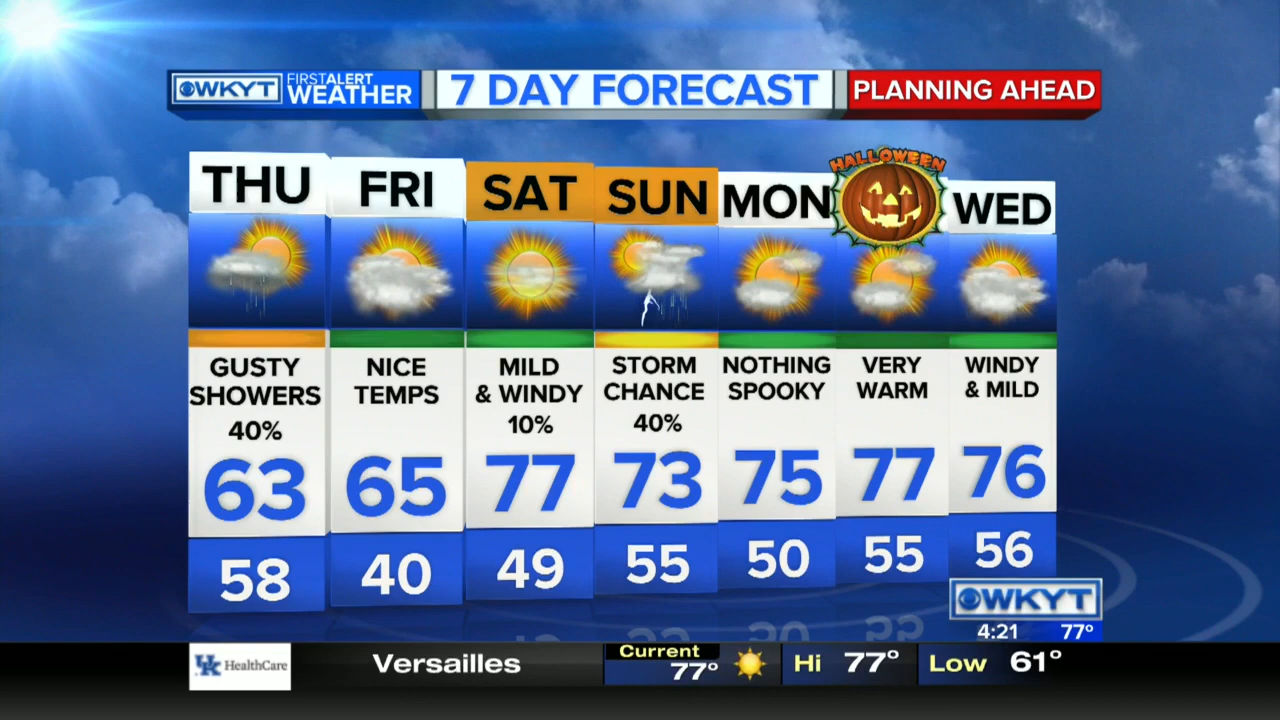 WKYT FIRST ALERT WEATHER 7 DAY FORECAST PLANNING AHEAD
THU FRI SAT SUN MON HALLOWEEN WED
GUSTY SHOWERS 40% 63 58
NICE TEMPS 65 40
MILD & WINDY 10% 77 49
STORM CHANCE 40% 73 55
NOTHING SPOOKY 75 50
VERY WARM 77 55
WINDY & MILD 76 56
WKYT
4:21 77°
UK HealthCare Versailles Current 77° Hi 77° Low 61°